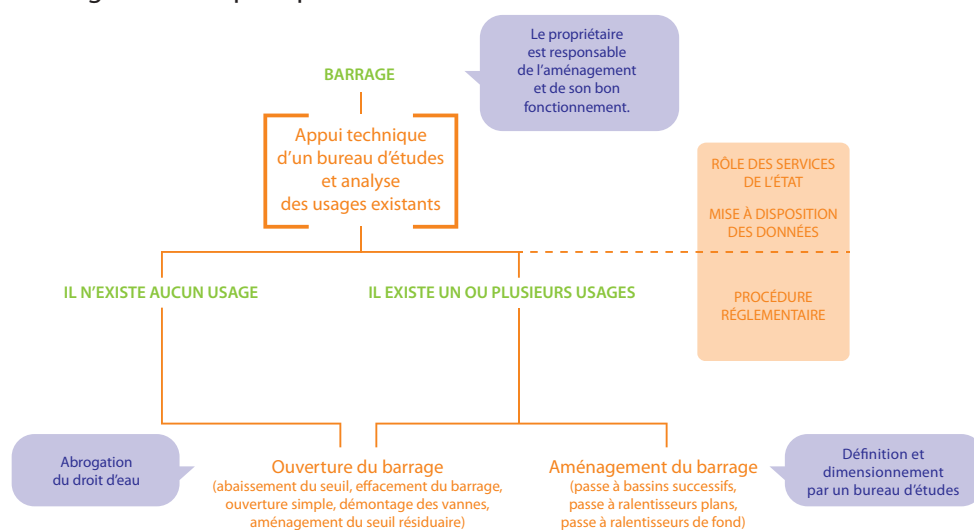 Le propriétaire
est responsable
de l'aménagement
et de son bon
fonctionnement.
BARRAGE
Appui technique
d'un bureau d'études
et analyse
des usages existants
RÔLE DES SERVICES
DE L'ÉTAT
MISE À DISPOSITION
DES DONNÉES
IL N'EXISTE AUCUN USAGE
IL EXISTE UN OU PLUSIEURS USAGES
PROCÉDURE
RÉGLEMENTAIRE
Abrogation
du droit d'eau
Ouverture du barrage
(abaissement du seuil, effacement du barrage,
ouverture simple, démontage des vannes,
aménagement du seuil résiduaire)
Aménagement du barrage
(passe à bassins successifs,
passe à ralentisseurs plans,
passe à ralentisseurs de fond)
Définition et
dimensionnement
par un bureau d'études